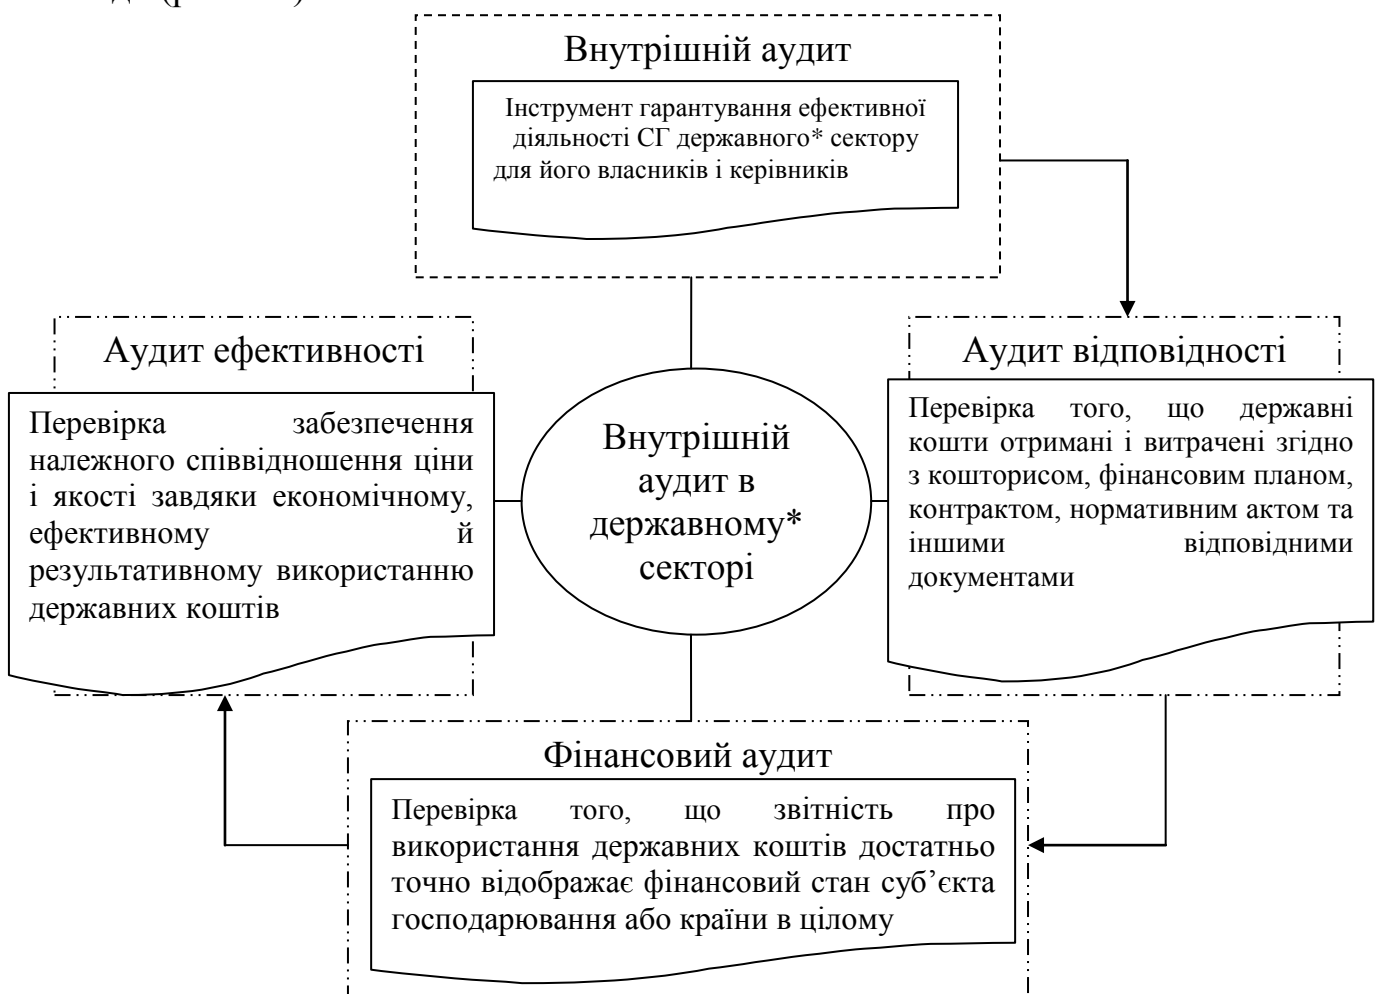 Внутрішній аудит
Інструмент гарантування ефективної
діяльності СГ державного* сектору
для його власників і керівників
Аудит ефективності
Перевірка забезпечення
належного співвідношення ціни
і якості завдяки економічному,
ефективному й
результативному використанню
державних коштів
Внутрішній
аудит в
державному*
секторі
Аудит відповідності
Перевірка того, що державні
кошти отримані і витрачені згідно
з кошторисом, фінансовим планом,
контрактом, нормативним актом та
іншими відповідними
документами
Фінансовий аудит
Перевірка того, що звітність про
використання державних коштів достатньо
точно відображає фінансовий стан суб’єкта
господарювання або країни в цілому